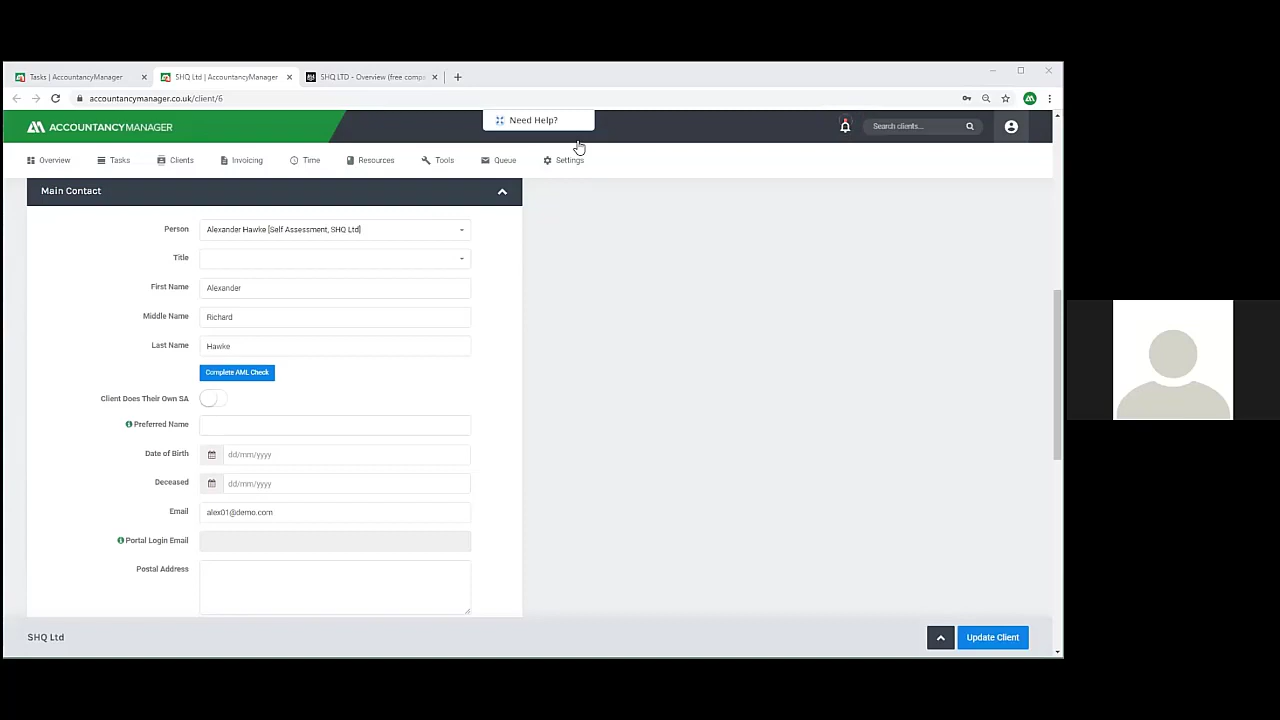 Tasks | AccountancyManager
SHQ Ltd | AccountancyManager
SHQ LTD - Overview (free comp
accountancymanager.co.uk/client/6
ACCOUNTANCYMANAGER
Need Help?
Search clients...
Overview
Tasks
Clients
Invoicing
Time
Resources
Tools
Queue
Settings
Main Contact
Person
Alexander Hawke [Self Assessment, SHQ Ltd]
Title
First Name
Alexander
Middle Name
Richard
Last Name
Hawke
Complete AML Check
Client Does Their Own SA
Preferred Name
Date of Birth
dd/mm/yyyy
Deceased
dd/mm/yyyy
Email
alex01@demo.com
Portal Login Email
Postal Address
SHQ Ltd
Update Client